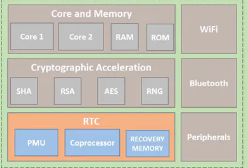 Core and Memory
WiFi
Core 1
Core 2
RAM
ROM
Cryptographic Acceleration
Bluetooth
SHA
RSA
AES
RNG
RTC
Peripherals
PMU
Coprocessor
RECOVERY
MEMORY